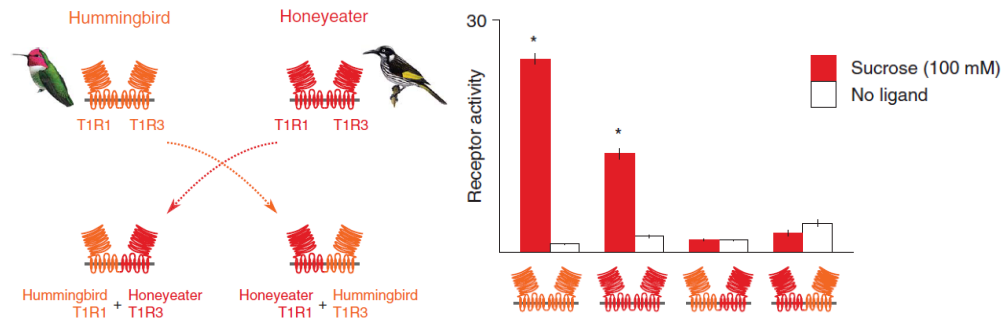 Hummingbird
Honeyeater
T1R1 T1R3
T1R1 T1R3
Hummingbird T1R1 + Honeyeater T1R3
Honeyeater T1R1 + Hummingbird T1R3
30
Receptor activity
*
*
Sucrose (100 mM)
No ligand